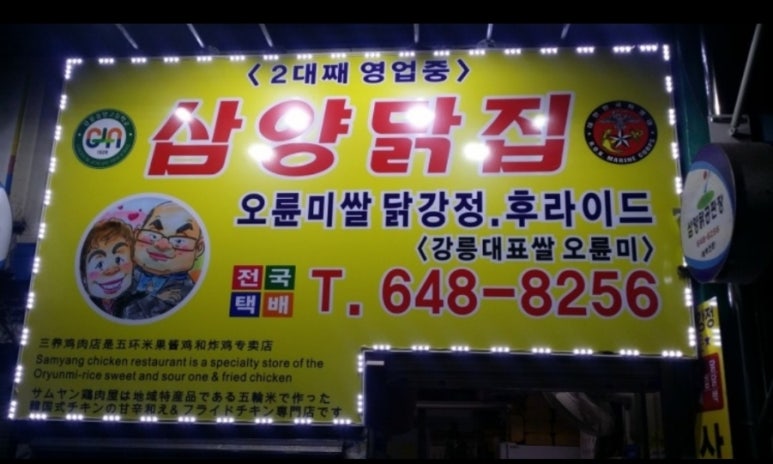 < 2대째 영업중 >
삼양닭집
R.O.K MARINE CORPS
오륜미쌀 닭강정.후라이드
<강릉대표쌀 오륜미>
전국
택배
T. 648-8256
三养鸡肉店是五环米果酱鸡和炸鸡专卖店
Samyang chicken restaurant is a specialty store of the
Oryunmi-rice sweet and sour one & fried chicken
サムヤン鶏肉屋は地域特産品である五輪米で作った
韓国式チキンの甘辛和え& フライドチキン専門店です